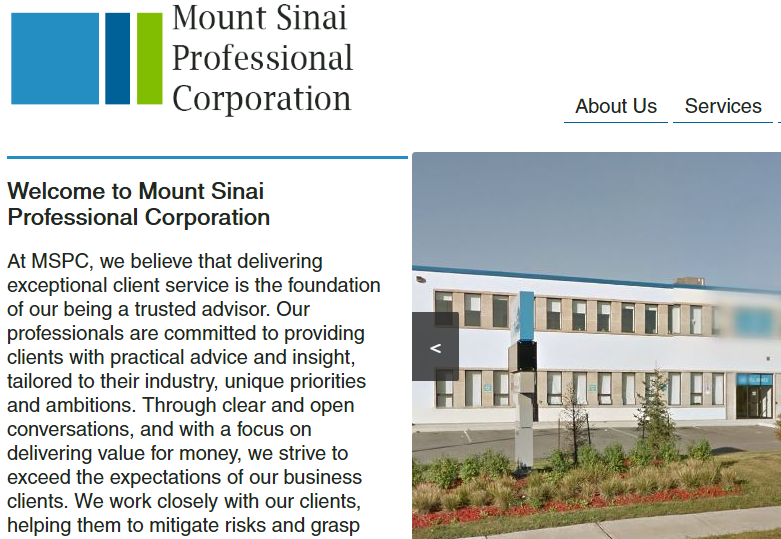 Mount Sinai
Professional
Corporation
About Us
Services
Welcome to Mount Sinai
Professional Corporation
At MSPC, we believe that delivering
exceptional client service is the foundation
of our being a trusted advisor. Our
professionals are committed to providing
clients with practical advice and insight,
tailored to their industry, unique priorities
and ambitions. Through clear and open
conversations, and with a focus on
delivering value for money, we strive to
exceed the expectations of our business
clients. We work closely with our clients,
helping them to mitigate risks and grasp
<